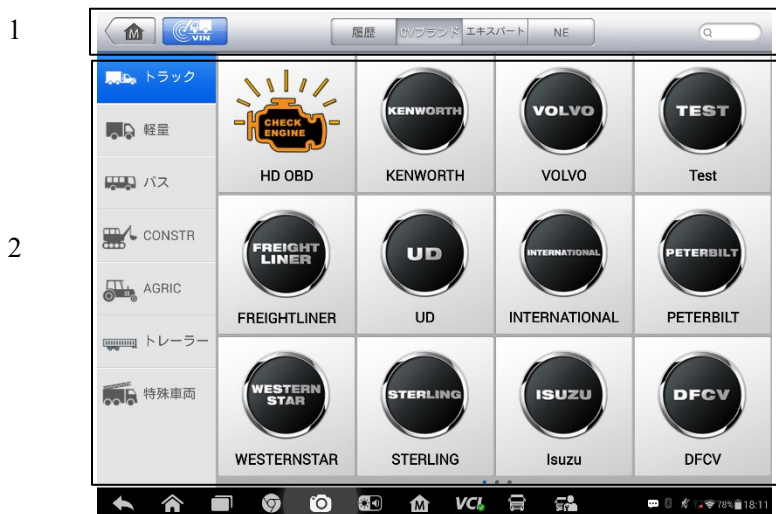 1
M VIN 履歴 CVブランド エキスパート NE
2
トラック
軽量
バス
CONSTR
AGRIC
トレーラー
特殊車両
CHECK
ENGINE
HD OBD
KENWORTH
KENWORTH
VOLVO
VOLVO
TEST
Test
FREIGHT
LINER
FREIGHTLINER
UD
UD
INTERNATIONAL
INTERNATIONAL
PETERBILT
PETERBILT
WESTERN
STAR
WESTERNSTAR
STERLING
STERLING
ISUZU
Isuzu
DFCV
DFCV
M VCI 78% 18:11